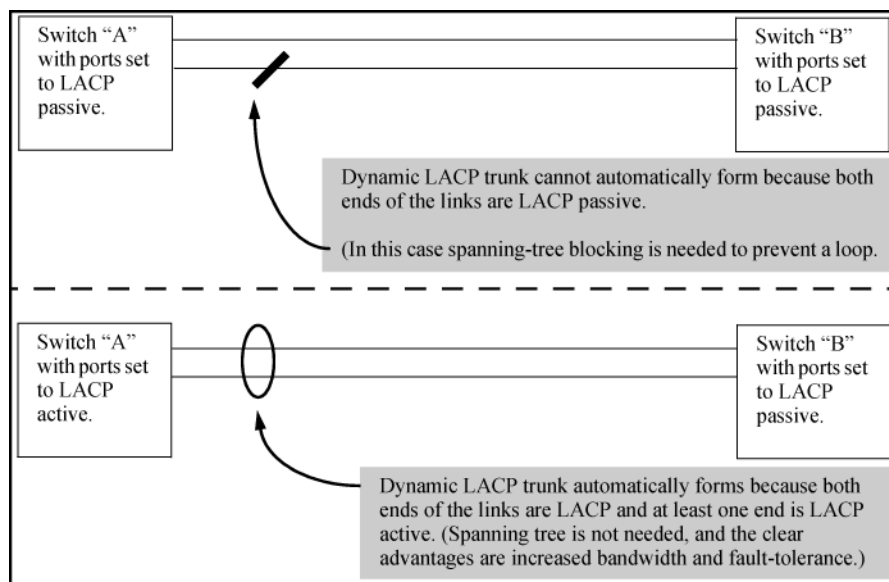 Switch “A”
with ports set
to LACP
passive.
Switch “B”
with ports set
to LACP
passive.
Dynamic LACP trunk cannot automatically form because both
ends of the links are LACP passive.
(In this case spanning-tree blocking is needed to prevent a loop.
Switch “A”
with ports set
to LACP
active.
Switch “B”
with ports set
to LACP
passive.
Dynamic LACP trunk automatically forms because both
ends of the links are LACP and at least one end is LACP
active. (Spanning tree is not needed, and the clear
advantages are increased bandwidth and fault-tolerance.)